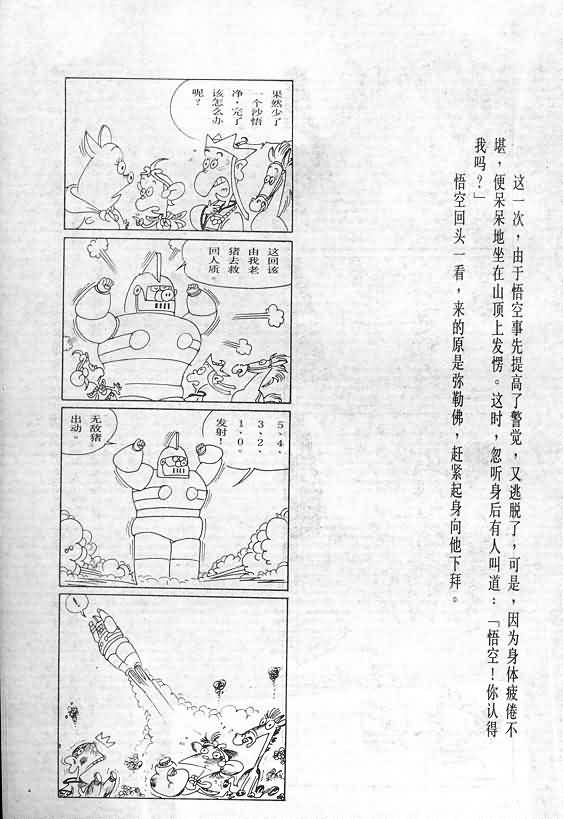 这一次，由于悟空事先提高了警觉，又逃脱了，可是，因为身体疲倦不
堪，便呆呆地坐在山顶上发愣。这时，忽听身后有人叫道：「悟空！你认得
我吗？」
悟空回头一看，来的原是弥勒佛，赶紧起身向他下拜。
果然少了
一个沙悟
净，完了
该怎么办
呢？
这回该
由我老
猪去救
回人质。
5、4、
3、2、
1、0。
发射！
无敌猪
出动。
！